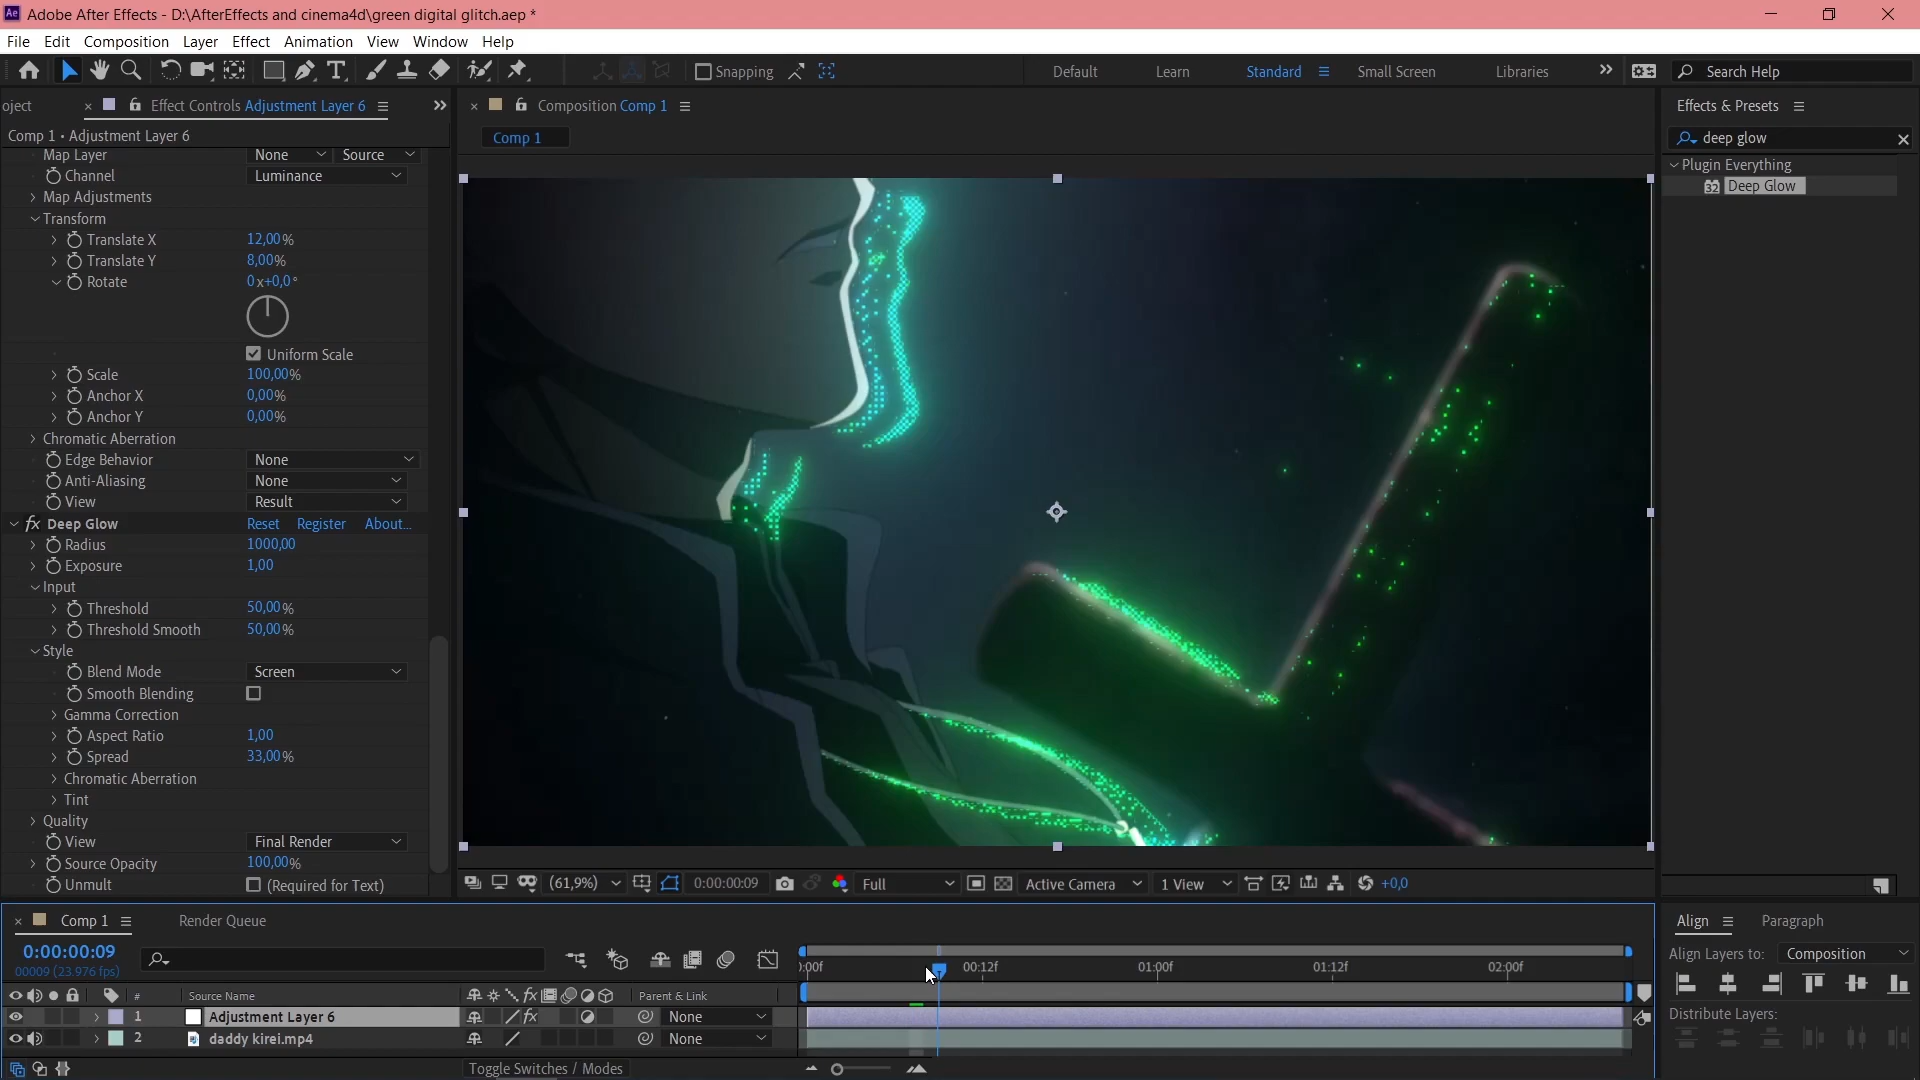 Adobe After Effects - D:\AfterEffects and cinema4d\green digital glitch.aep *
File Edit Composition Layer Effect Animation View Window Help
Snapping Default Learn Standard Small Screen Libraries Search Help
oject Effect Controls Adjustment Layer 6 Composition Comp 1 Effects & Presets
Comp 1 • Adjustment Layer 6 Comp 1 deep glow
Map Layer None Source
Channel Luminance
Map Adjustments
Transform
Translate X 12,00%
Translate Y 8,00%
Rotate 0x+0,0°
Uniform Scale
Scale 100,00%
Anchor X 0,00%
Anchor Y 0,00%
Chromatic Aberration
Edge Behavior None
Anti-Aliasing None
View Result
fx Deep Glow Reset Register About...
Radius 1000,00
Exposure 1,00
Input
Threshold 50,00%
Threshold Smooth 50,00%
Style
Blend Mode Screen
Smooth Blending
Gamma Correction
Aspect Ratio 1,00
Spread 33,00%
Chromatic Aberration
Tint
Quality
View Final Render
Source Opacity 100,00%
Unmult (Required for Text)
Plugin Everything
32 Deep Glow
(61,9%) 0:00:00:09 Full Active Camera 1 View +0,0
Comp 1 Render Queue
0:00:00:09
00009 (23.976 fps)
):00f 00:12f 01:00f 01:12f 02:00f
# Source Name fx Parent & Link
1 Adjustment Layer 6 fx None
2 daddy kirei.mp4 None
Toggle Switches / Modes
Align Paragraph
Align Layers to: Composition
Distribute Layers: